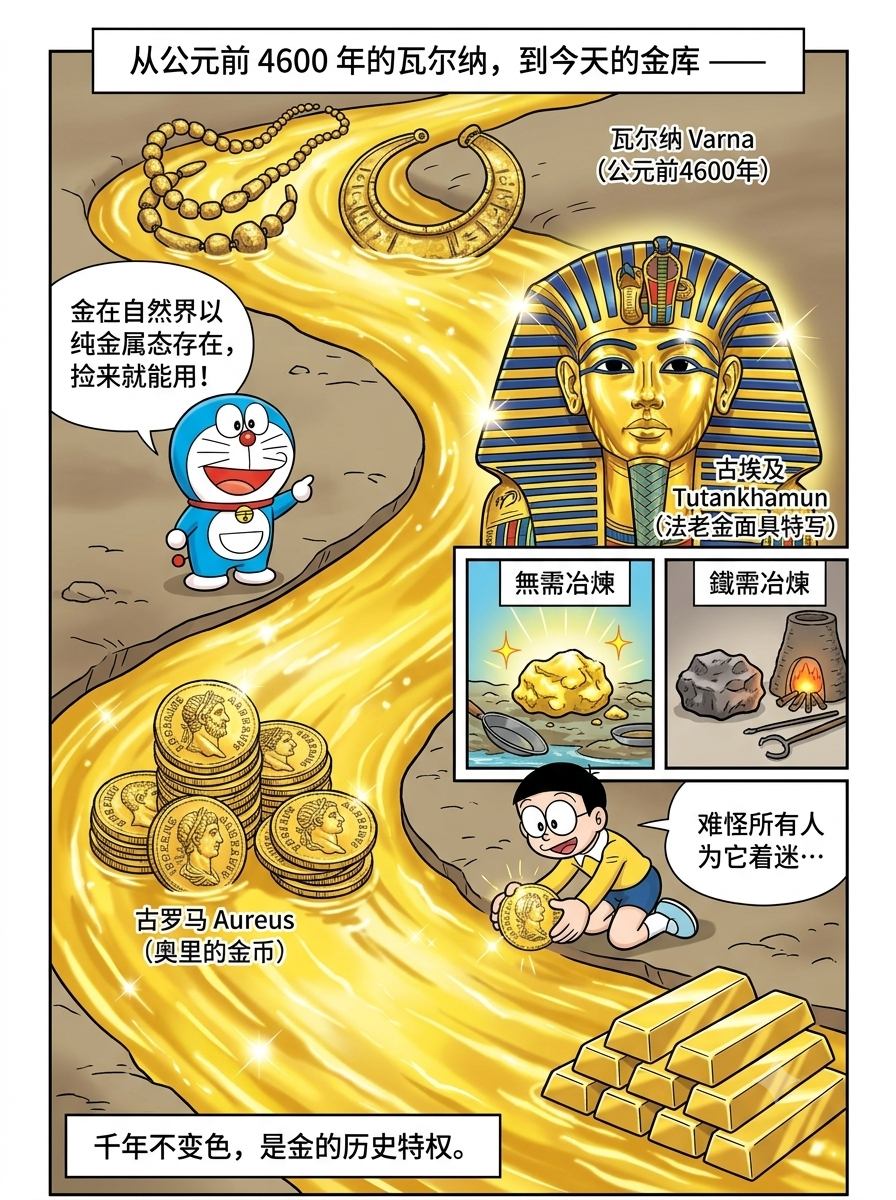 从公元前 4600 年的瓦尔纳，到今天的金库 ——
瓦尔纳 Varna
（公元前4600年）
金在自然界以
纯金属态存在，
捡来就能用！
古埃及
Tutankhamun
（法老金面具特写）
無需冶煉
鐵需冶煉
难怪所有人
为它着迷…
古罗马 Aureus
（奥里的金币）
千年不变色，是金的历史特权。